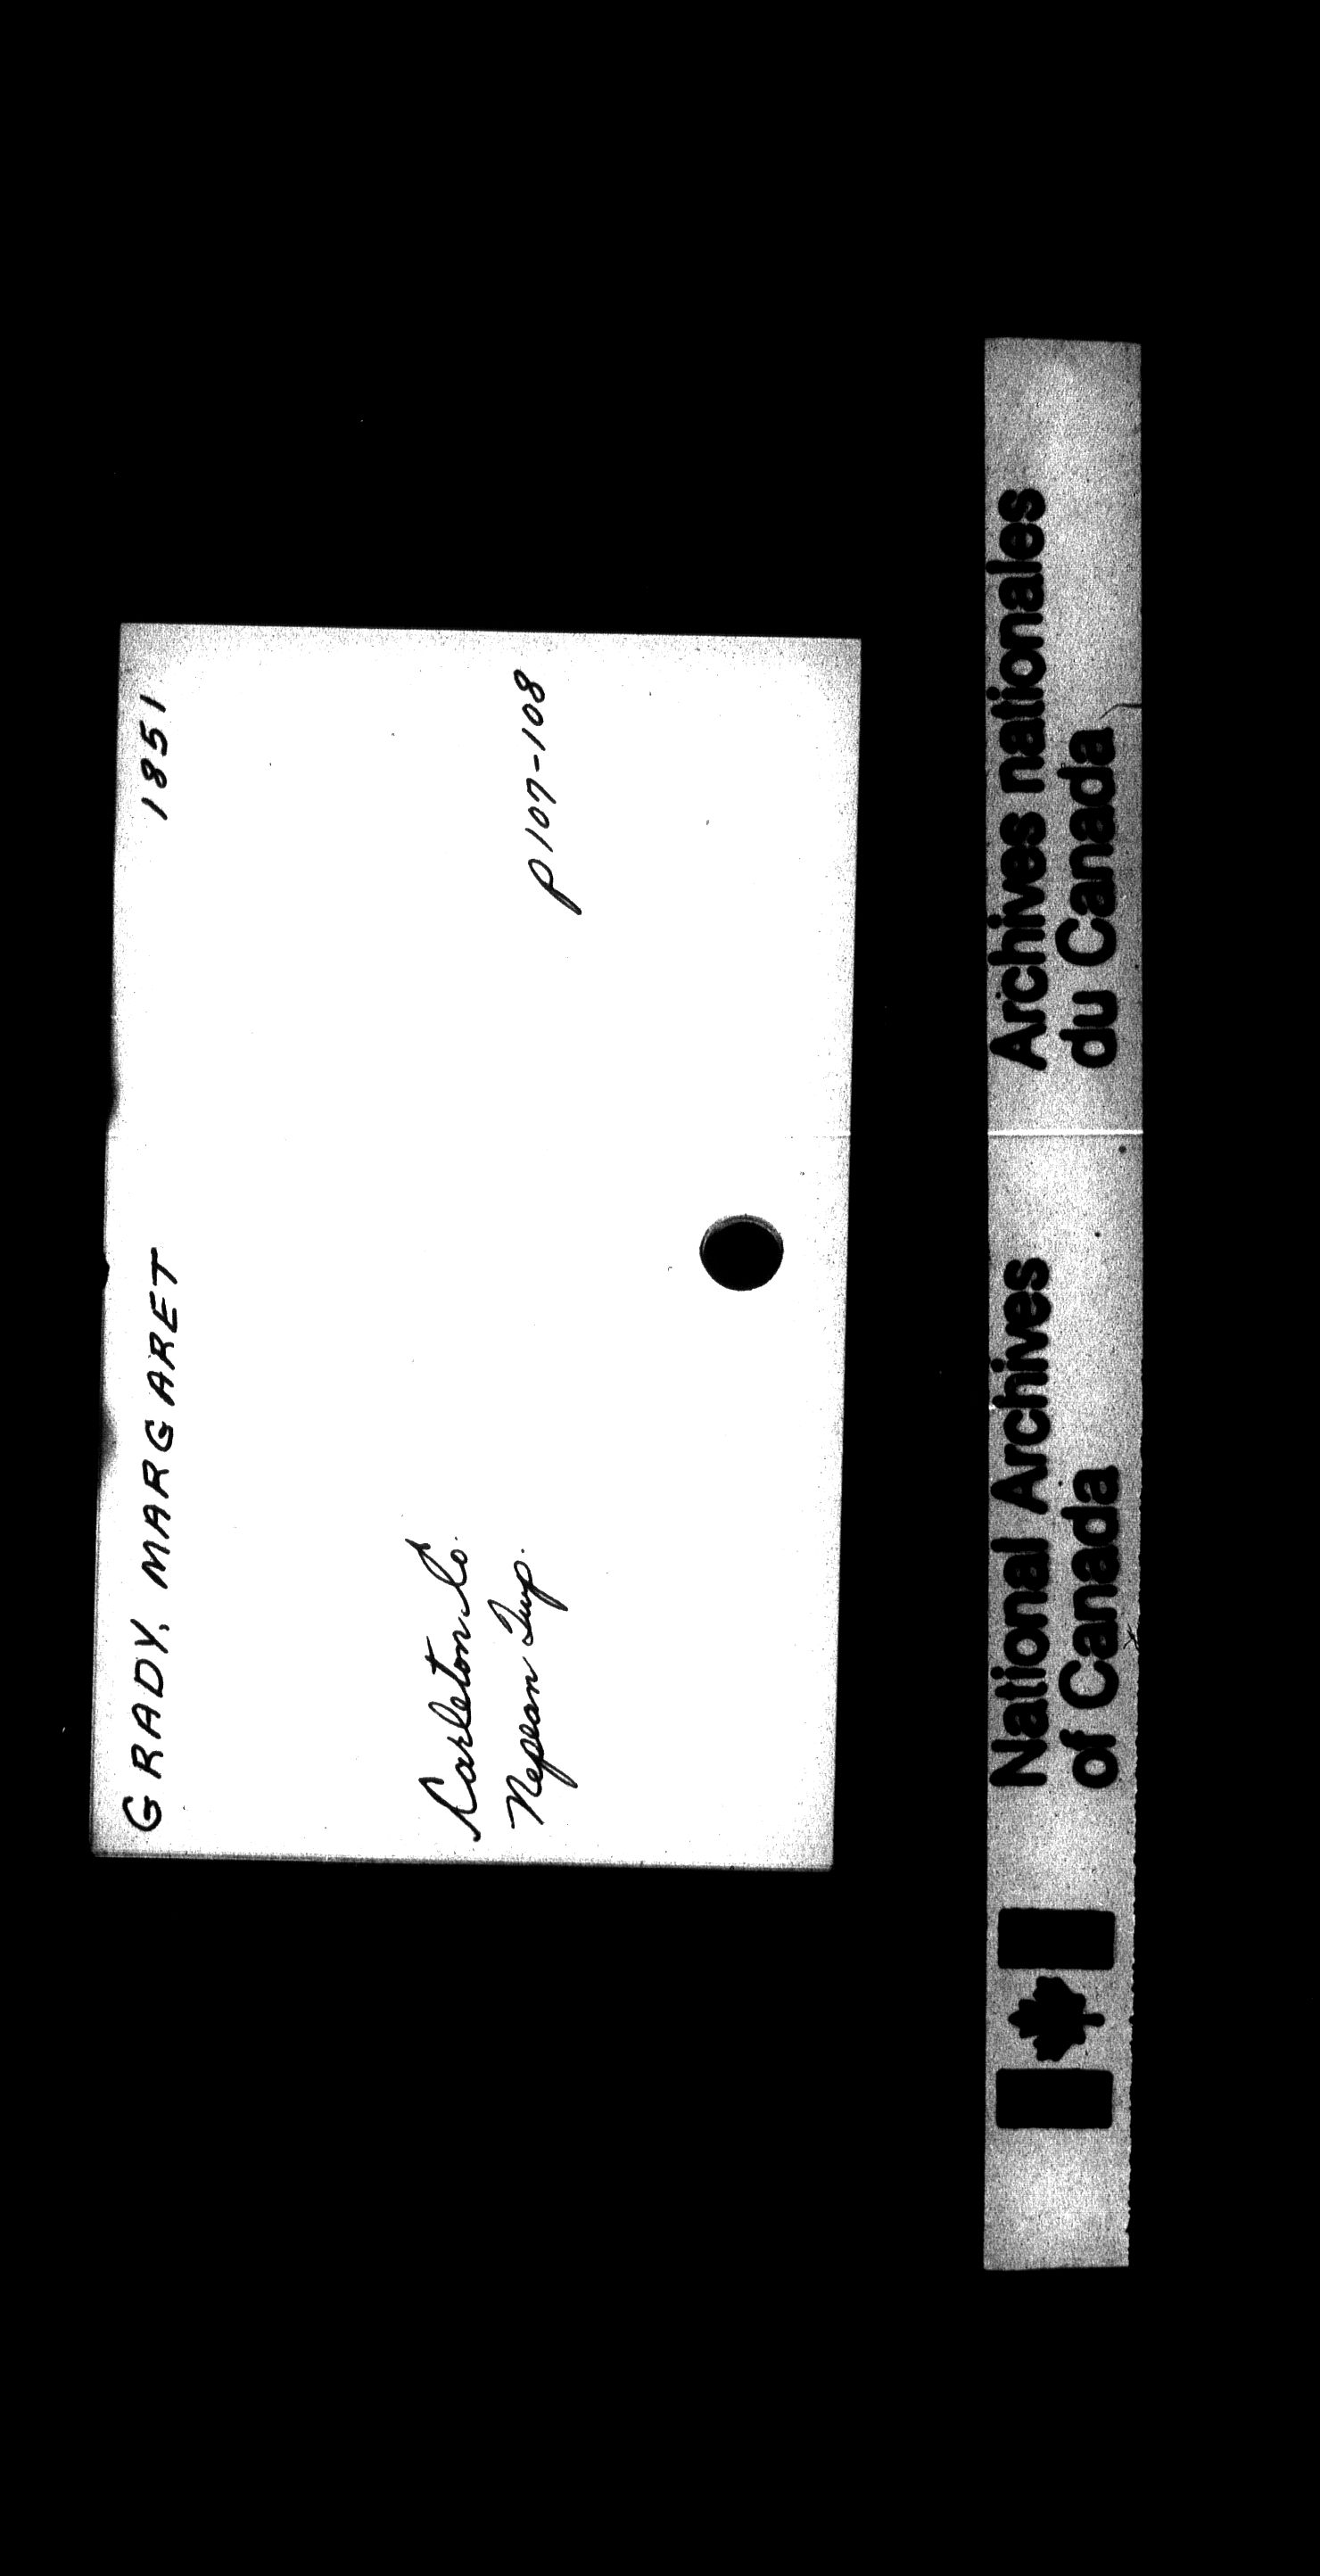 GRADY, MARGARET 1851
Carleton Co.
Nepean Twp. P107-108
National Archives of Canada
Archives nationales du Canada